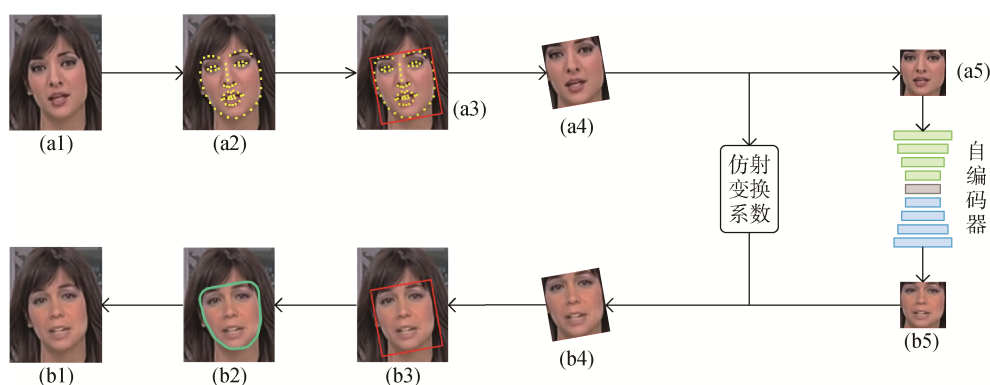 (a1)
(a2)
(a3)
(a4)
(a5)
仿射
变换
系数
自
编
码
器
(b1)
(b2)
(b3)
(b4)
(b5)